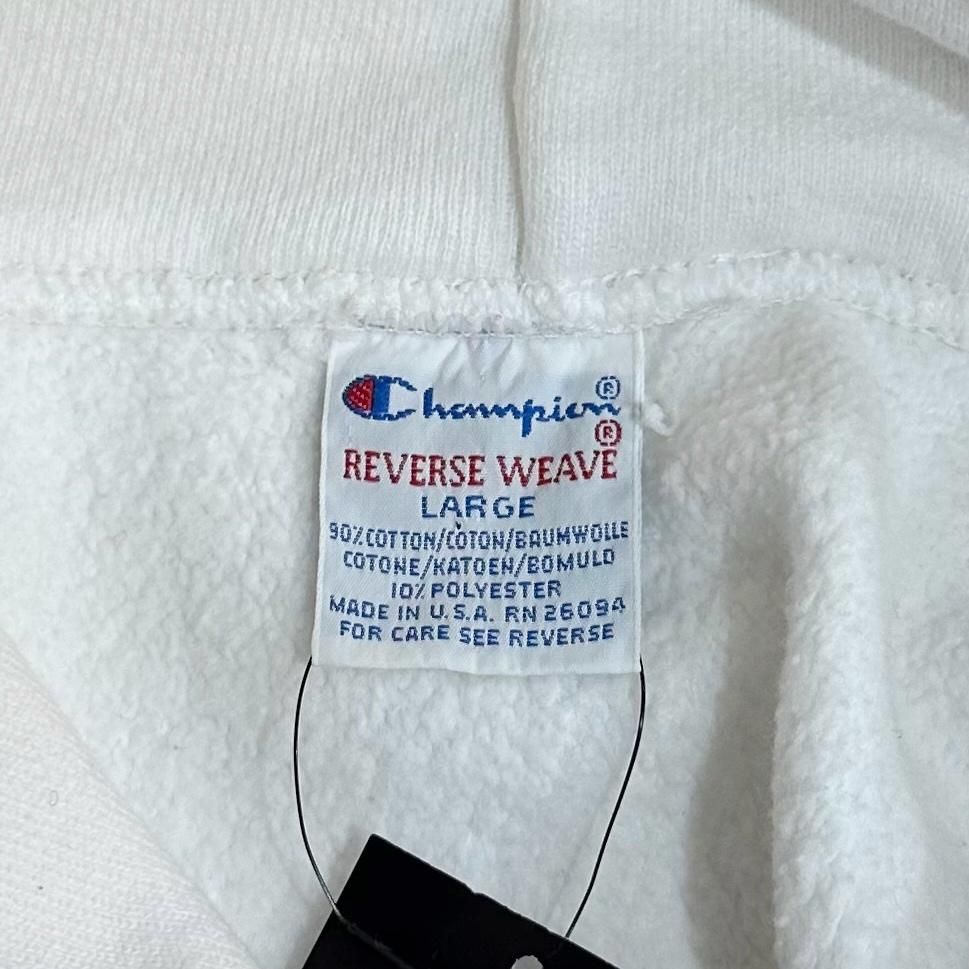 Champion®
®
REVERSE WEAVE
LARGE
90% COTTON/COTON/BAUMWOLLE
COTONE/KATOEN/BOMULD
10% POLYESTER
MADE IN U.S.A. RN 26094
FOR CARE SEE REVERSE